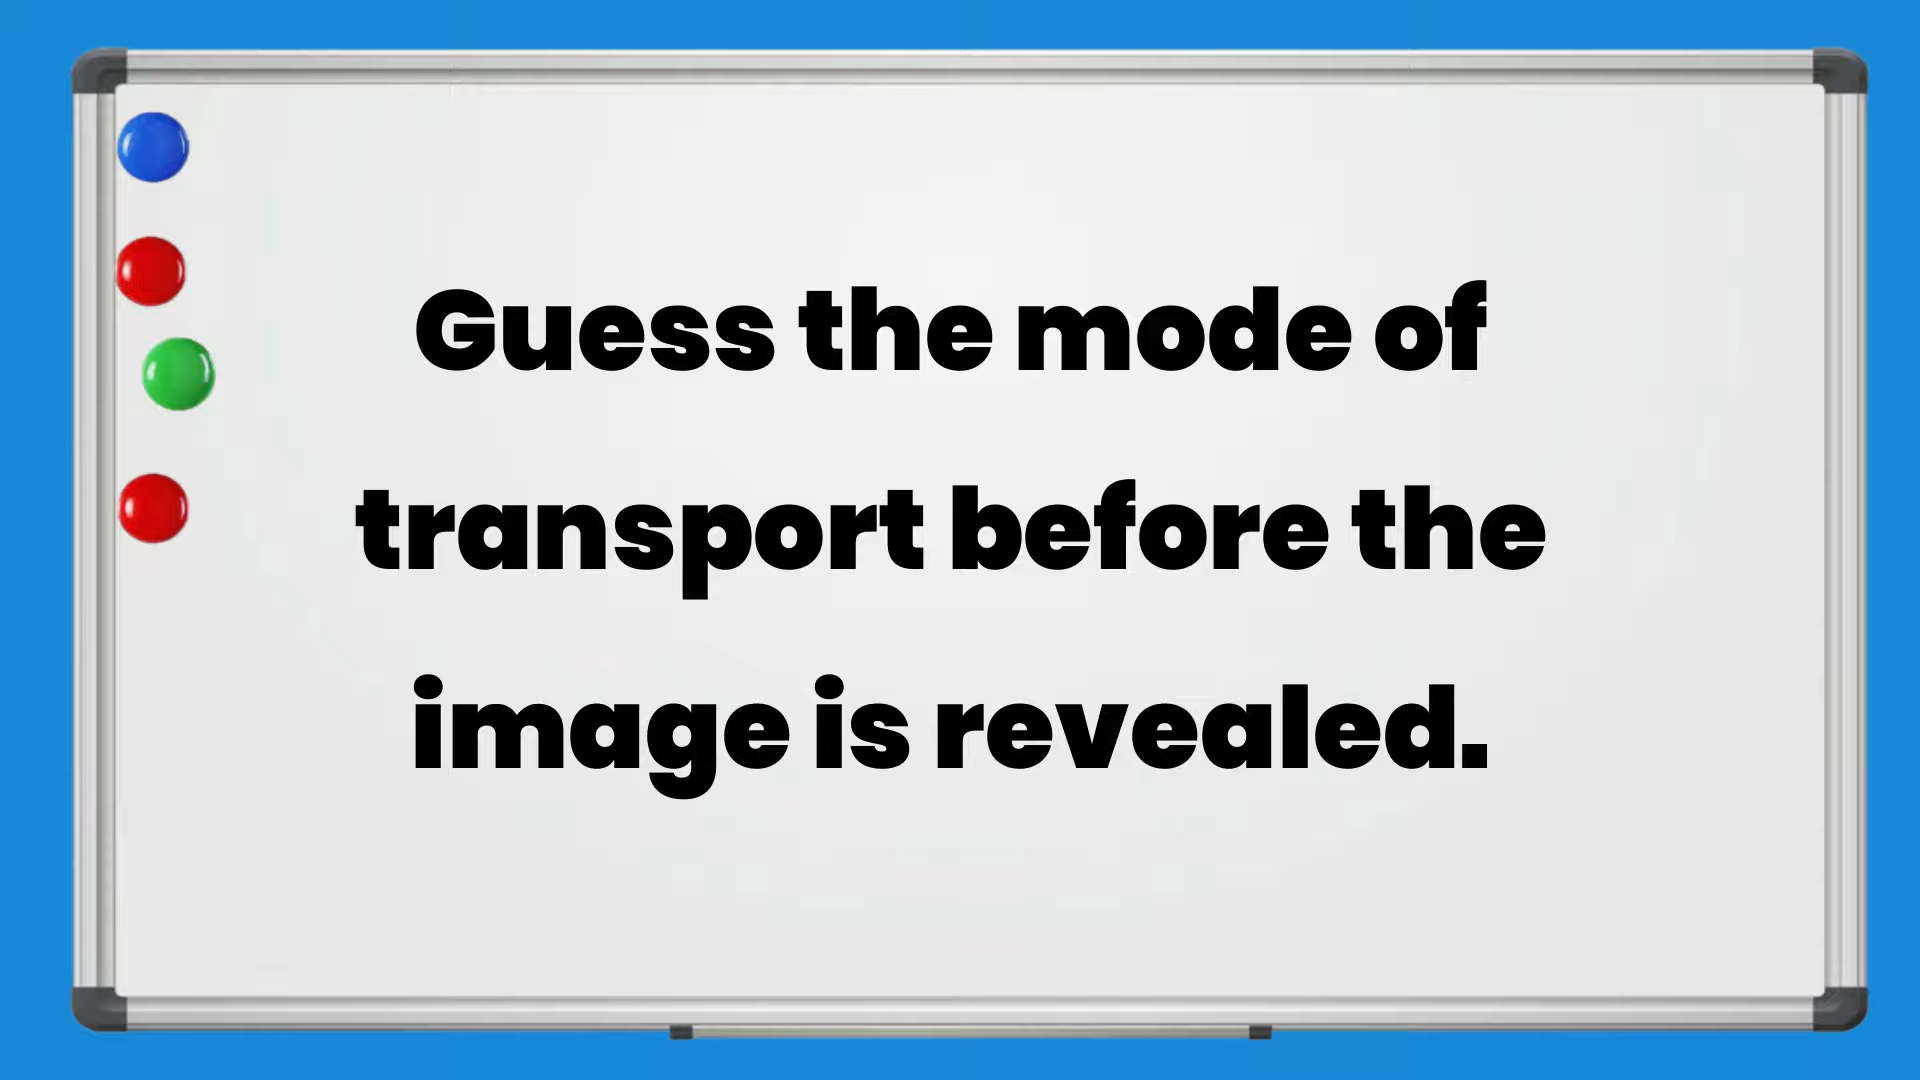 Guess the mode of
transport before the
image is revealed.